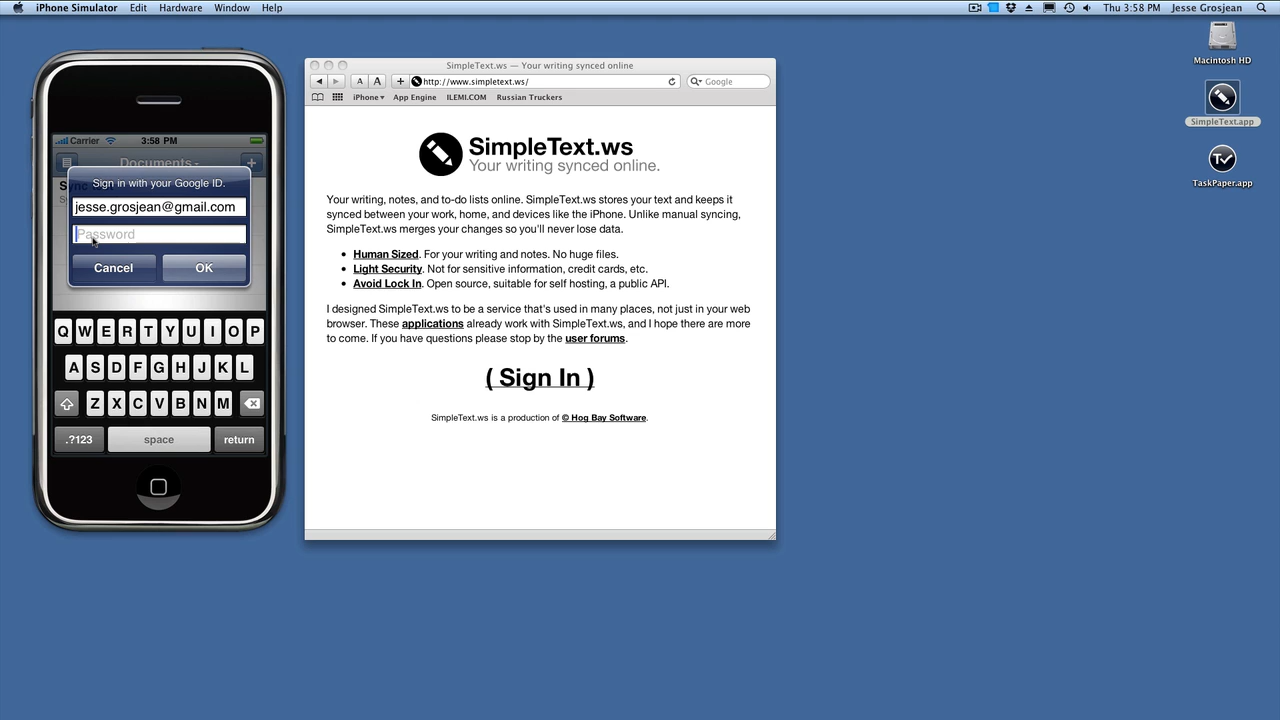 iPhone Simulator Edit Hardware Window Help
Thu 3:58 PM Jesse Grosjean
Carrier 3:58 PM
Documents -
Sign in with your Google ID.
jesse.grosjean@gmail.com
Password
Cancel OK
Q W E R T Y U I O P
A S D F G H J K L
Z X C V B N M
.?123 space return
SimpleText.ws — Your writing synced online
A A + http://www.simpletext.ws/ Google
iPhone App Engine ILEMI.COM Russian Truckers
SimpleText.ws
Your writing synced online.
Your writing, notes, and to-do lists online. SimpleText.ws stores your text and keeps it
synced between your work, home, and devices like the iPhone. Unlike manual syncing,
SimpleText.ws merges your changes so you'll never lose data.
• Human Sized. For your writing and notes. No huge files.
• Light Security. Not for sensitive information, credit cards, etc.
• Avoid Lock In. Open source, suitable for self hosting, a public API.
I designed SimpleText.ws to be a service that's used in many places, not just in your web
browser. These applications already work with SimpleText.ws, and I hope there are more
to come. If you have questions please stop by the user forums.
( Sign In )
SimpleText.ws is a production of © Hog Bay Software.
Macintosh HD
SimpleText.app
TaskPaper.app